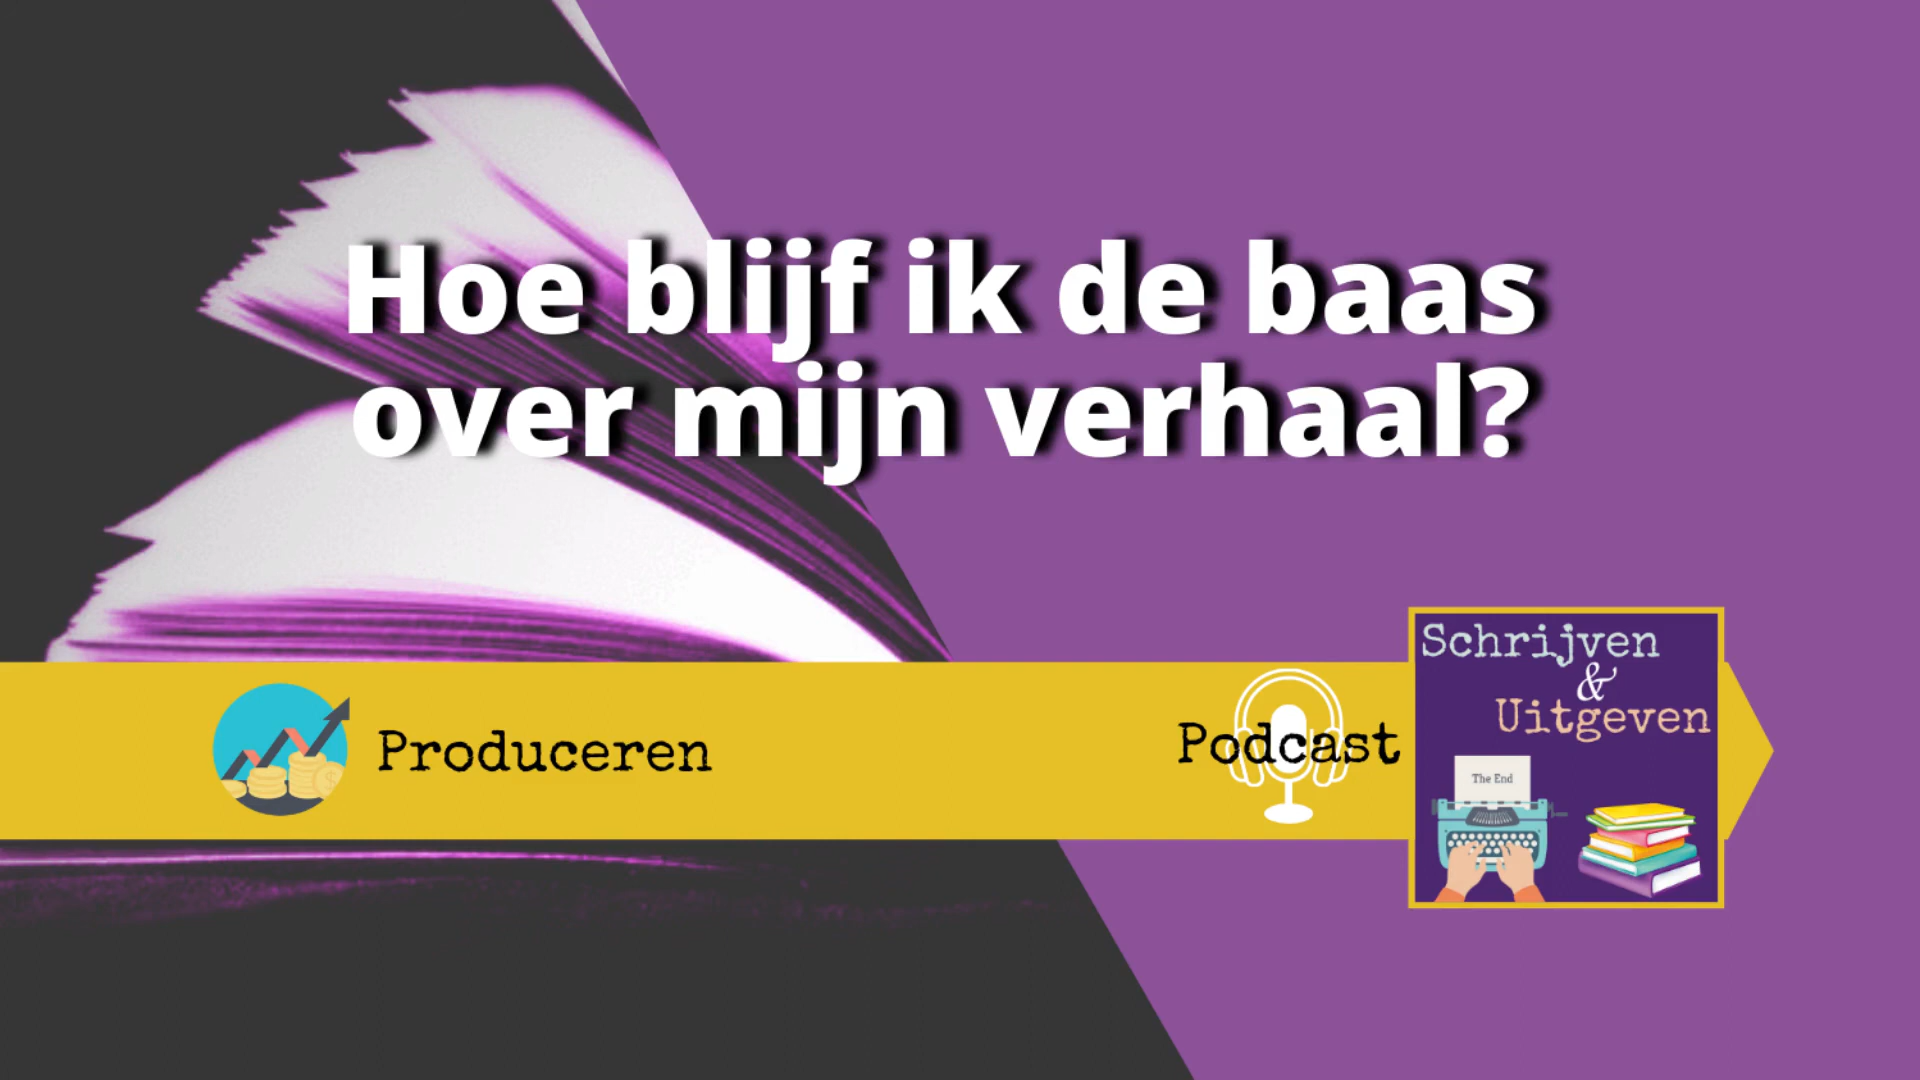 Hoe blijf ik de baas
over mijn verhaal?
Produceren
Podcast
Schrijven
&
Uitgeven
The End